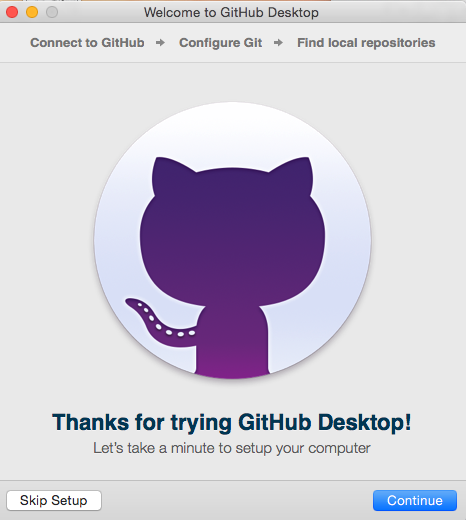 Welcome to GitHub Desktop
Connect to GitHub → Configure Git → Find local repositories
Thanks for trying GitHub Desktop!
Let's take a minute to setup your computer
Skip Setup Continue